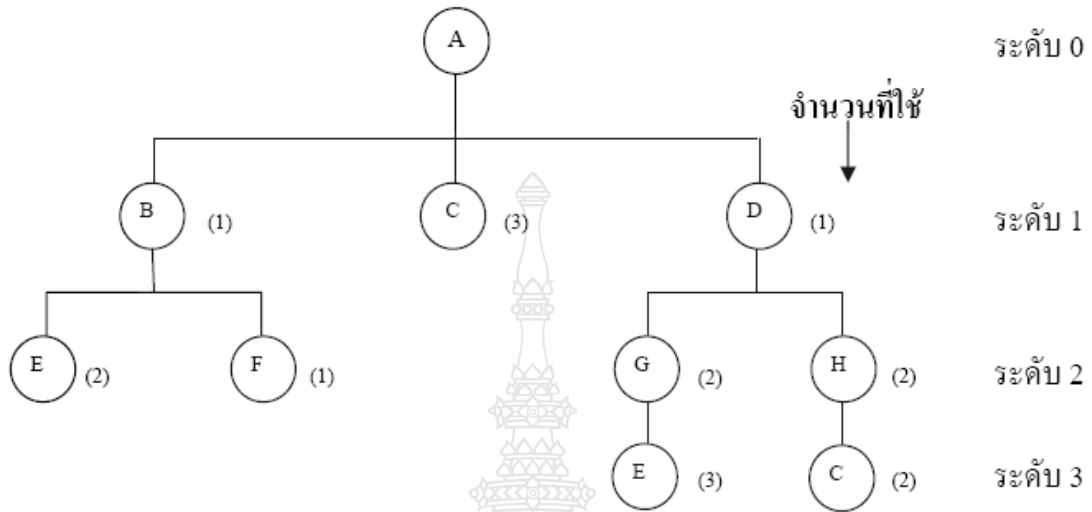 A
ระดับ 0
จำนวนที่ใช้
B (1) C (3) D (1) ระดับ 1
E (2) F (1) G (2) H (2) ระดับ 2
E (3) C (2) ระดับ 3